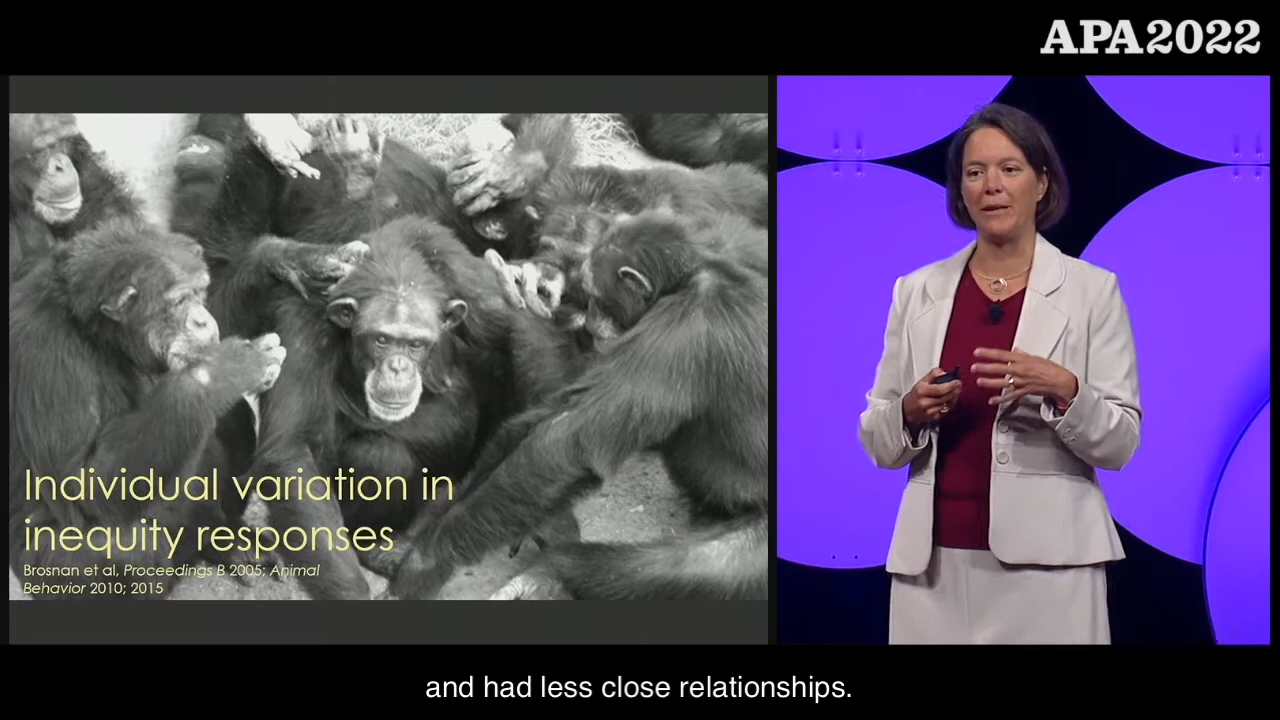 APA2022
Individual variation in
inequity responses
Brosnan et al, Proceedings B 2005; Animal
Behavior 2010; 2015
and had less close relationships.